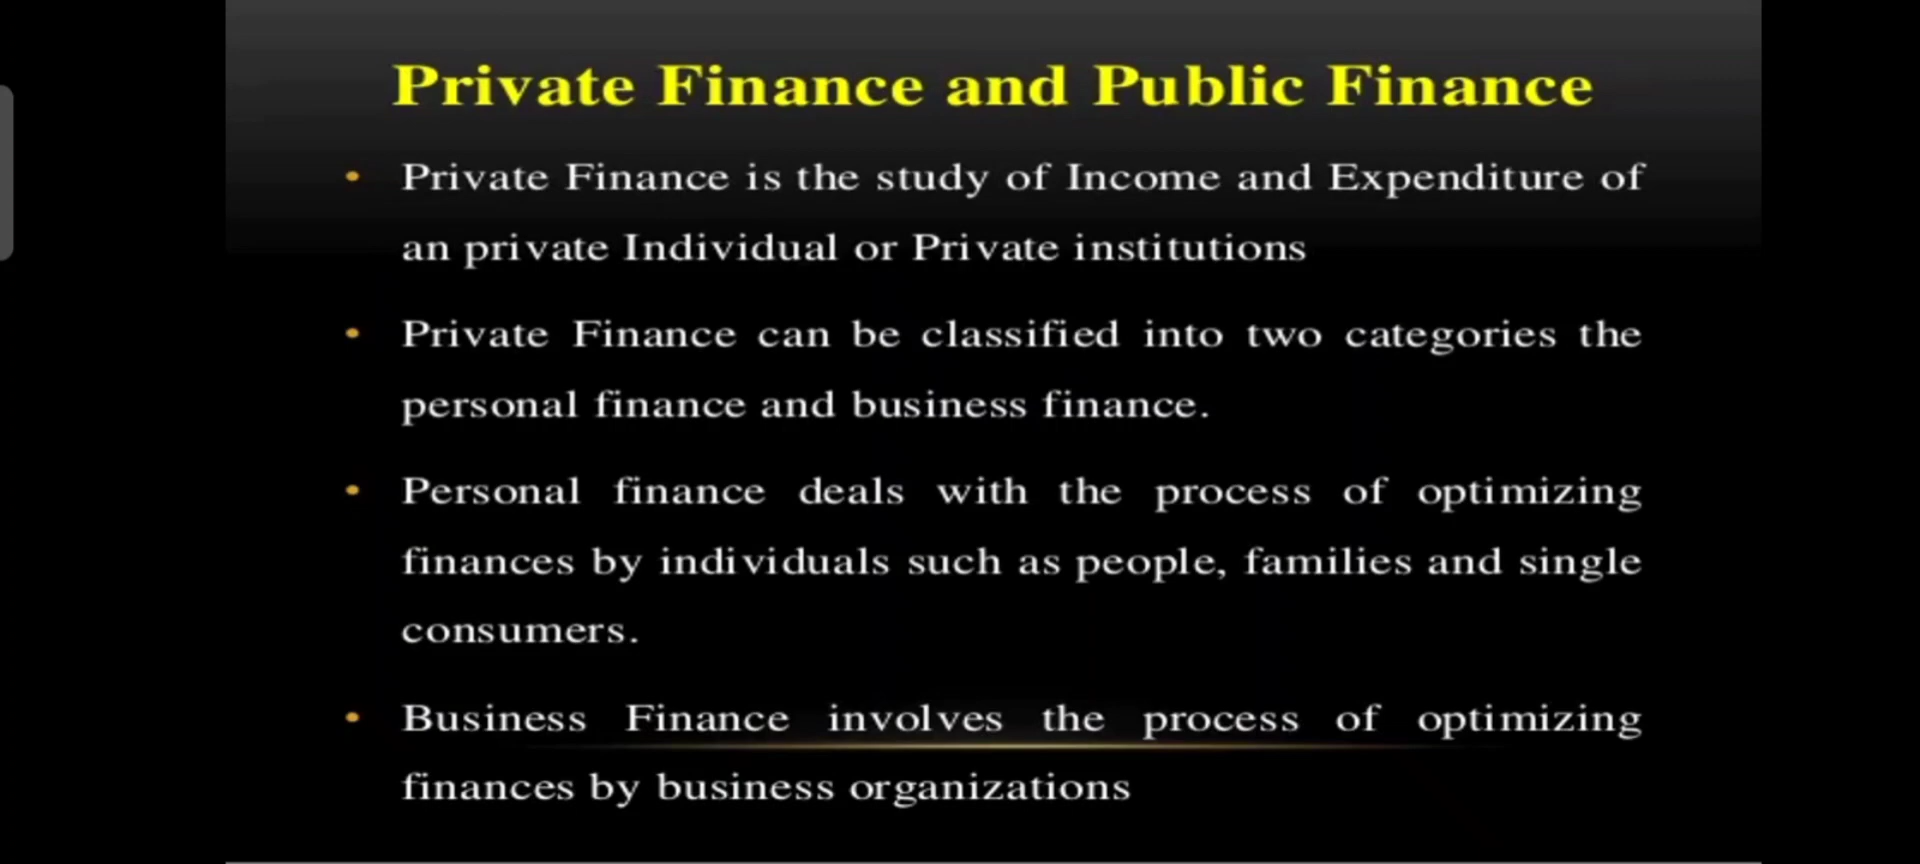 Private Finance and Public Finance
• Private Finance is the study of Income and Expenditure of
an private Individual or Private institutions
• Private Finance can be classified into two categories the
personal finance and business finance.
• Personal finance deals with the process of optimizing
finances by individuals such as people, families and single
consumers.
• Business Finance involves the process of optimizing
finances by business organizations